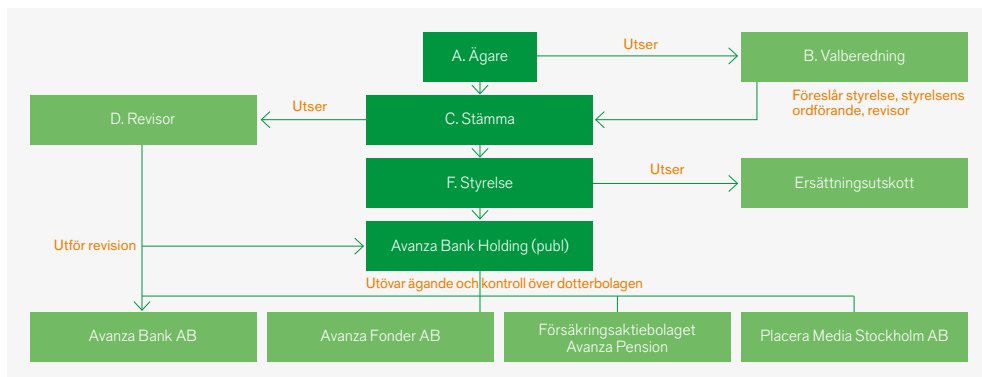 A. Ägare
Utser
B. Valberedning
Föreslår styrelse, styrelsens
ordförande, revisor
D. Revisor
Utser
C. Stämma
F. Styrelse
Utser
Ersättningsutskott
Utför revision
Avanza Bank Holding (publ)
Utövar ägande och kontroll över dotterbolagen
Avanza Bank AB
Avanza Fonder AB
Försäkringsaktiebolaget
Avanza Pension
Placera Media Stockholm AB